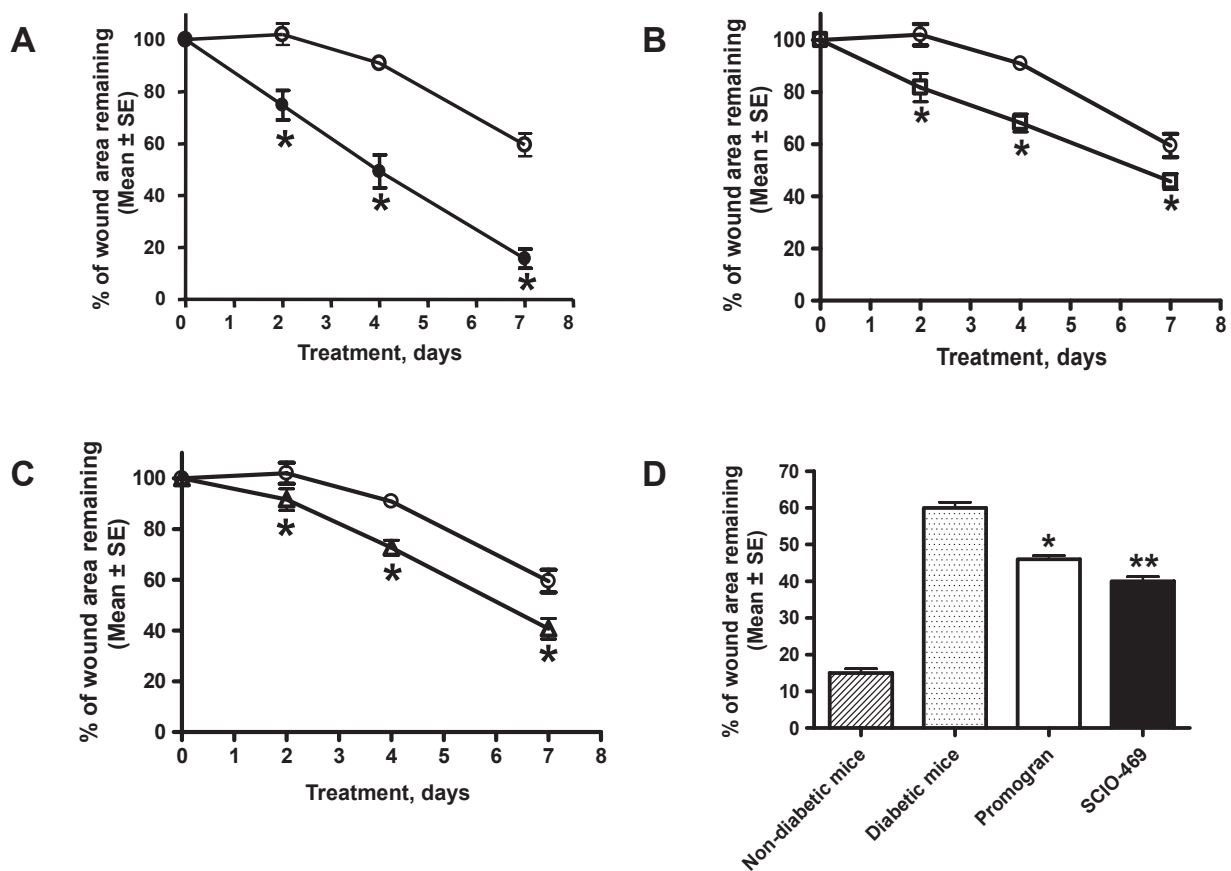 A
% of wound area remaining
(Mean ± SE)
100
80
60
40
20
0
*
*
*
0 1 2 3 4 5 6 7 8
Treatment, days
B
% of wound area remaining
(Mean ± SE)
100
80
60
40
20
0
*
*
*
0 1 2 3 4 5 6 7 8
Treatment, days
C
% of wound area remaining
(Mean ± SE)
100
80
60
40
20
0
*
*
*
0 1 2 3 4 5 6 7 8
Treatment, days
D
% of wound area remaining
(Mean ± SE)
70
60
50
40
30
20
10
0
*
**
Non-diabetic mice
Diabetic mice
Promogran
SCIO-469